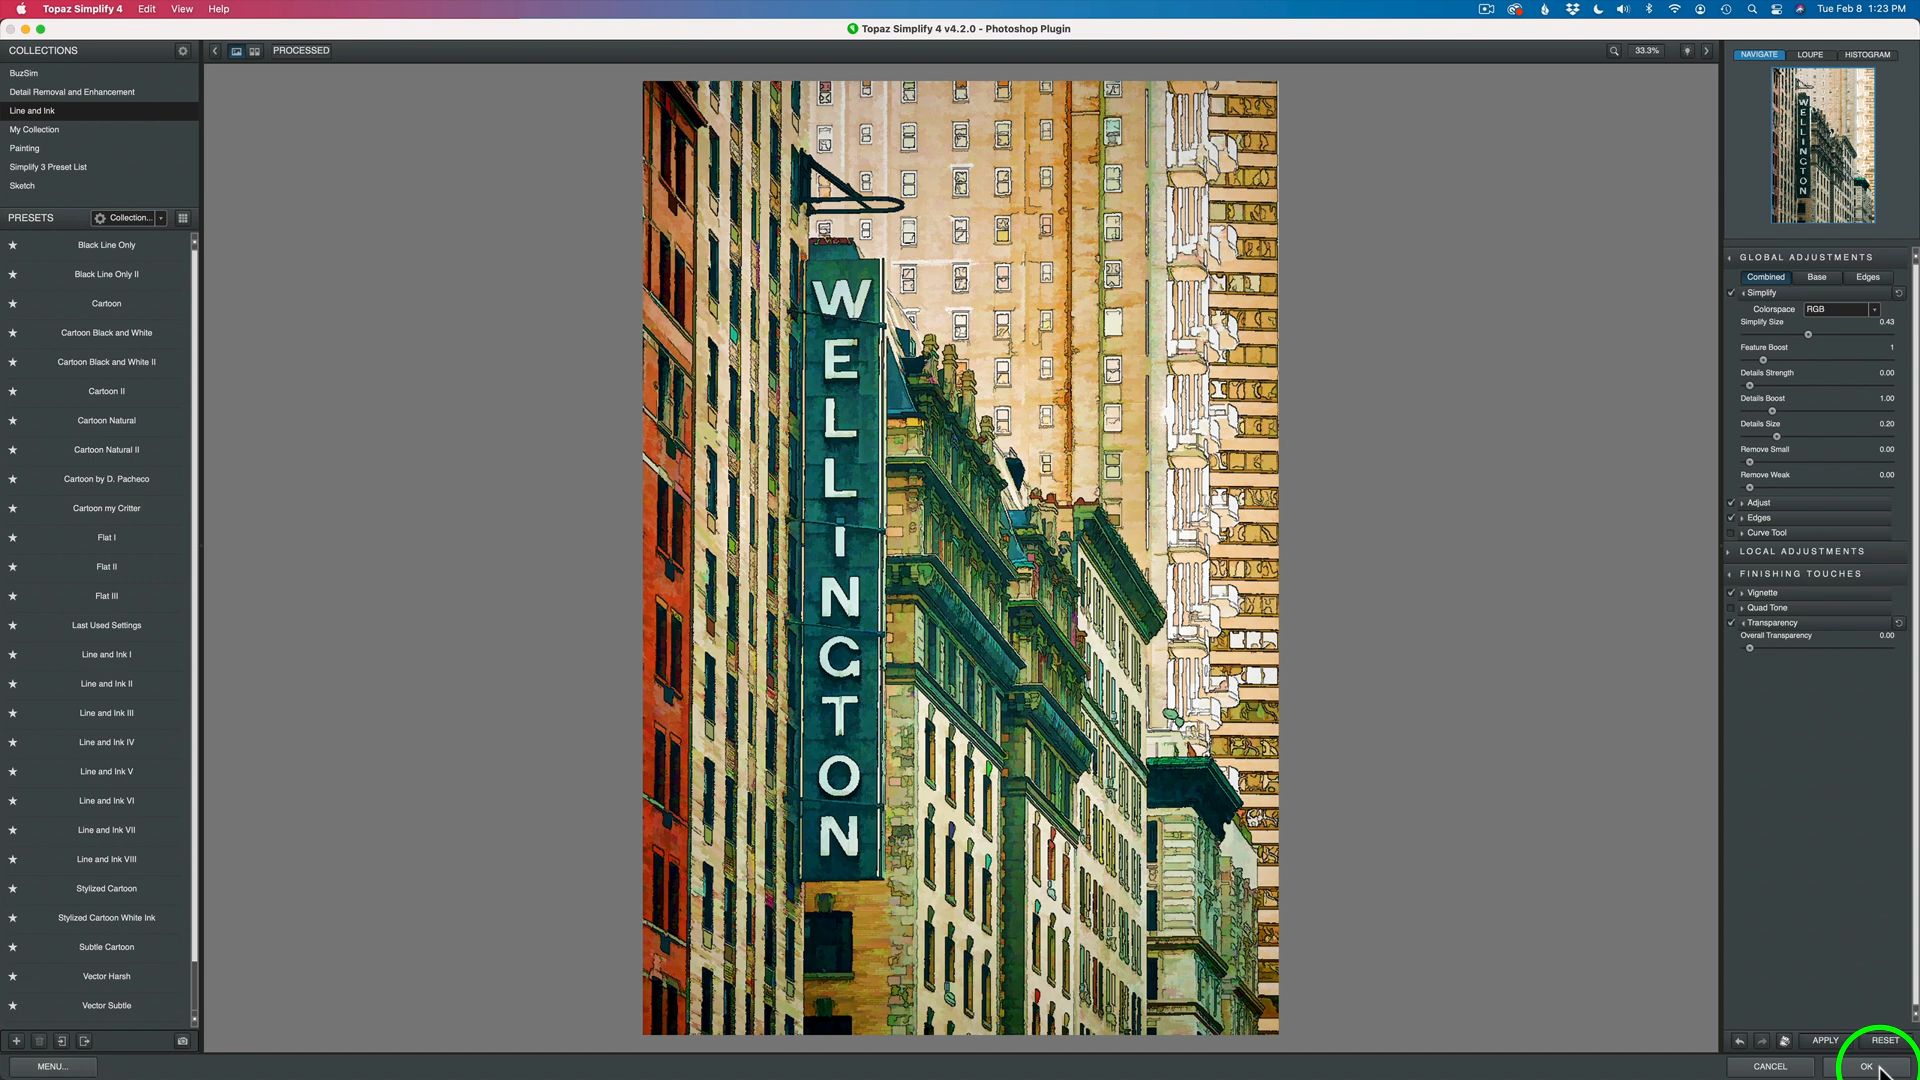 Topaz Simplify 4 Edit View Help
Tue Feb 8 1:23 PM
Topaz Simplify 4 v4.2.0 - Photoshop Plugin
COLLECTIONS
BuzSim
Detail Removal and Enhancement
Line and Ink
My Collection
Painting
Simplify 3 Preset List
Sketch
PRESETS Collection...
Black Line Only
Black Line Only II
Cartoon
Cartoon Black and White
Cartoon Black and White II
Cartoon II
Cartoon Natural
Cartoon Natural II
Cartoon by D. Pacheco
Cartoon my Critter
Flat I
Flat II
Flat III
Last Used Settings
Line and Ink I
Line and Ink II
Line and Ink III
Line and Ink IV
Line and Ink V
Line and Ink VI
Line and Ink VII
Line and Ink VIII
Stylized Cartoon
Stylized Cartoon White Ink
Subtle Cartoon
Vector Harsh
Vector Subtle
MENU...
PROCESSED
33.3%
WELLINGTON
NAVIGATE LOUPE HISTOGRAM
WELLINGTON
GLOBAL ADJUSTMENTS
Combined Base Edges
Simplify
Colorspace RGB
Simplify Size 0.43
Feature Boost 1
Details Strength 0.00
Details Boost 1.00
Details Size 0.20
Remove Small 0.00
Remove Weak 0.00
Adjust
Edges
Curve Tool
LOCAL ADJUSTMENTS
FINISHING TOUCHES
Vignette
Quad Tone
Transparency
Overall Transparency 0.00
APPLY RESET
CANCEL OK